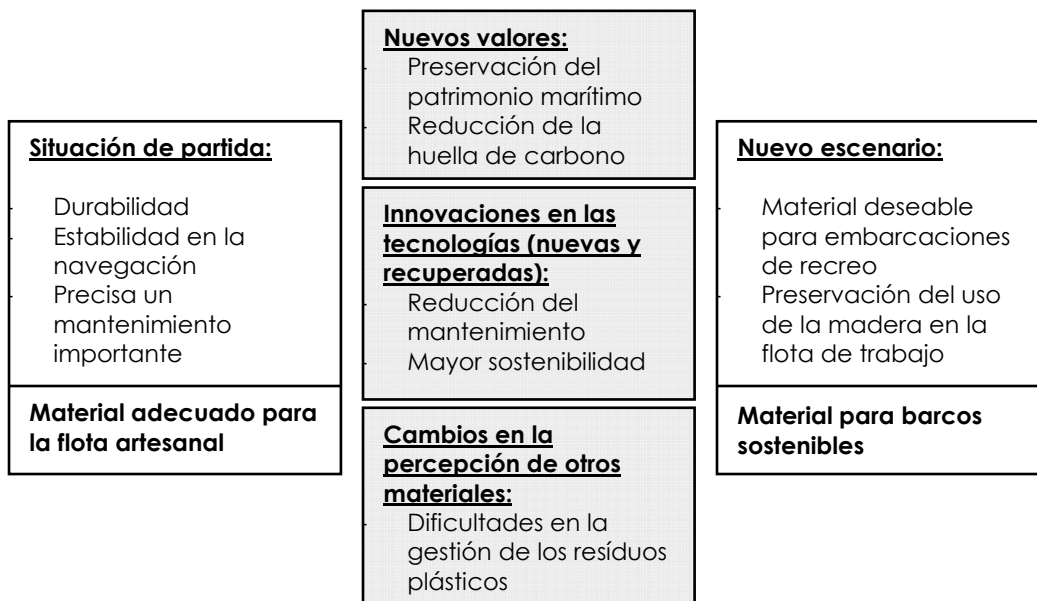 Situación de partida:
- Durabilidad
- Estabilidad en la
navegación
- Precisa un
mantenimiento
importante
Material adecuado para
la flota artesanal
Nuevos valores:
- Preservación del
patrimonio marítimo
- Reducción de la
huella de carbono
Innovaciones en las
tecnologías (nuevas y
recuperadas):
- Reducción del
mantenimiento
- Mayor sostenibilidad
Cambios en la
percepción de otros
materiales:
- Dificultades en la
gestión de los resíduos
plásticos
Nuevo escenario:
- Material deseable
para embarcaciones
de recreo
- Preservación del uso
de la madera en la
flota de trabajo
Material para barcos
sostenibles